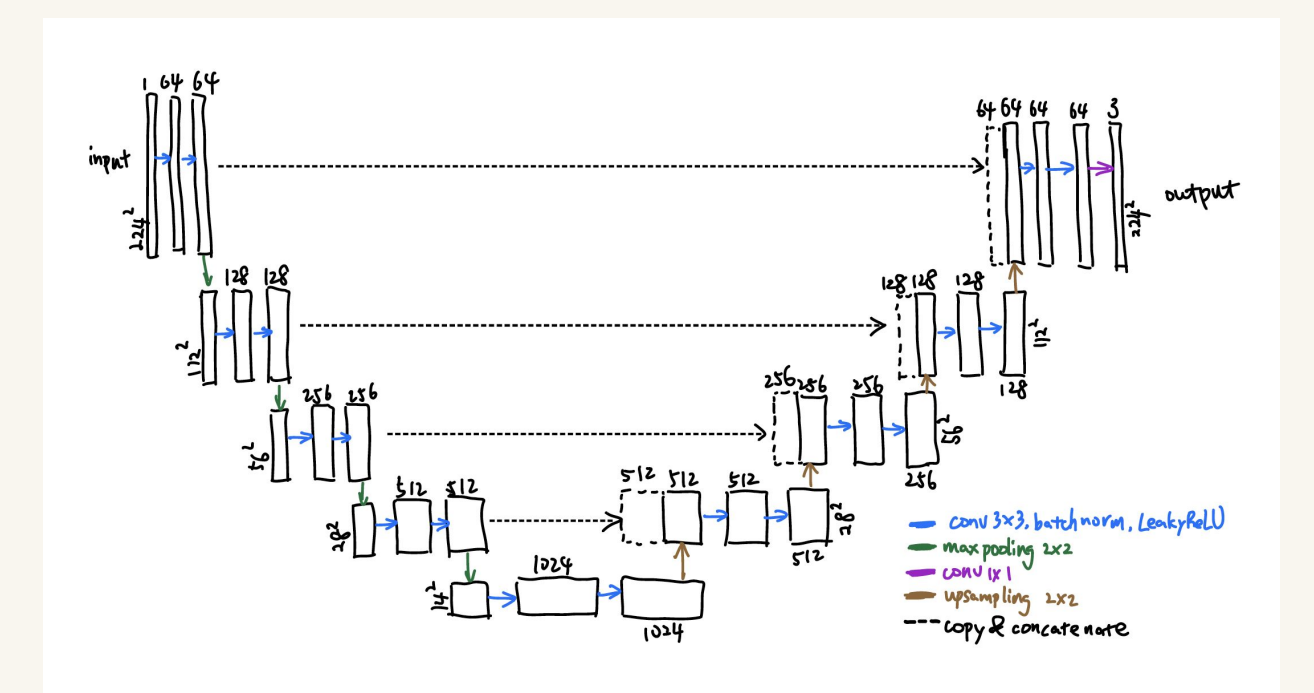 1 64 64
input
224²
128 128
112²
256 256
56²
512 512
28²
1024
14²
1024
512 512 512
28²
512
256 256 256
56²
256
128 128 128
112²
128
64 64 64 64 3
224²
output
conv 3x3, batch norm, LeakyReLU
max pooling 2x2
conv 1x1
upsampling 2x2
copy & concatenate